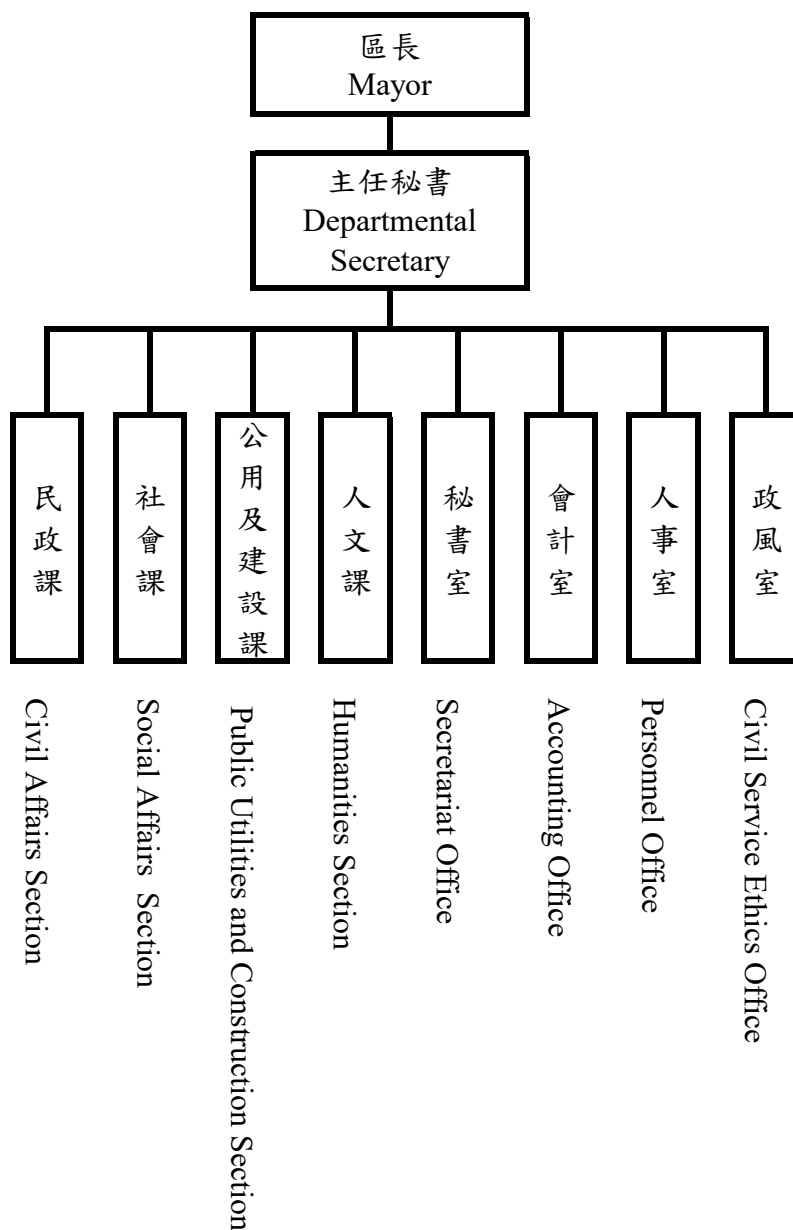 區長
Mayor
主任秘書
Departmental
Secretary
民政課
社會課
公用及建設課
人文課
秘書室
會計室
人事室
政風室
Civil Affairs Section
Social Affairs Section
Public Utilities and Construction Section
Humanities Section
Secretariat Office
Accounting Office
Personnel Office
Civil Service Ethics Office